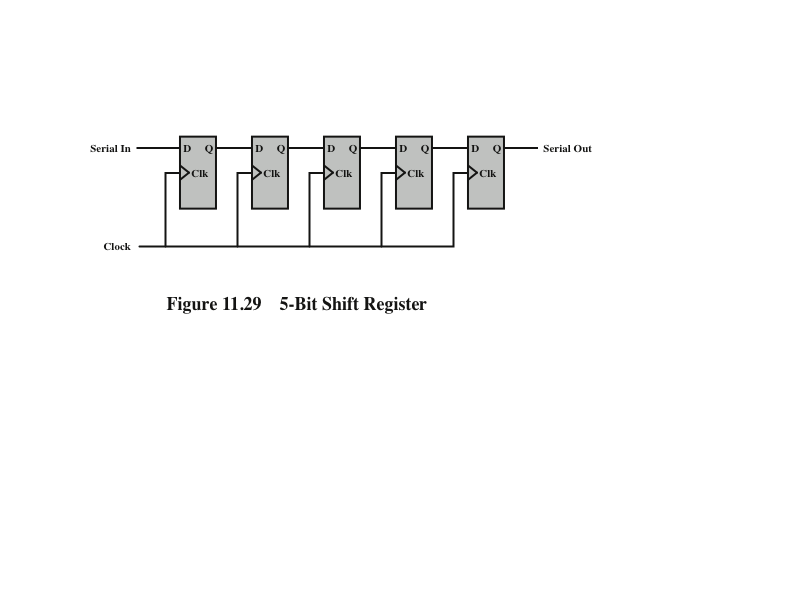 Serial In D Q D Q D Q D Q D Q Serial Out
Clk Clk Clk Clk Clk
Clock
Figure 11.29 5-Bit Shift Register